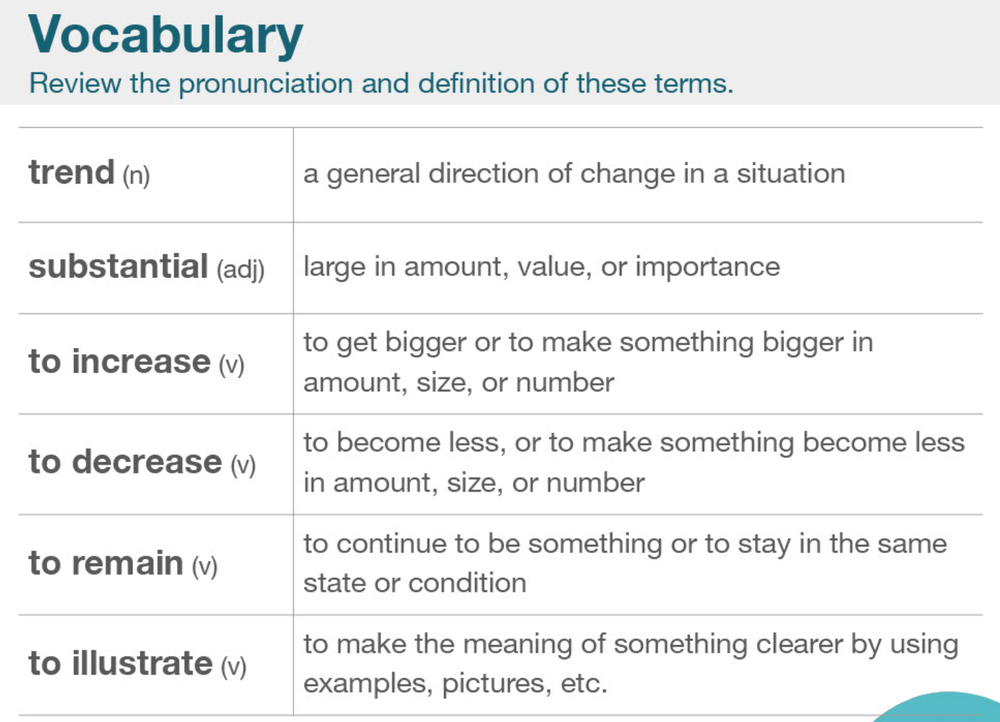 Vocabulary
Review the pronunciation and definition of these terms.
trend (n)
a general direction of change in a situation
substantial (adj)
large in amount, value, or importance
to increase (v)
to get bigger or to make something bigger in
amount, size, or number
to decrease (v)
to become less, or to make something become less
in amount, size, or number
to remain (v)
to continue to be something or to stay in the same
state or condition
to illustrate (v)
to make the meaning of something clearer by using
examples, pictures, etc.